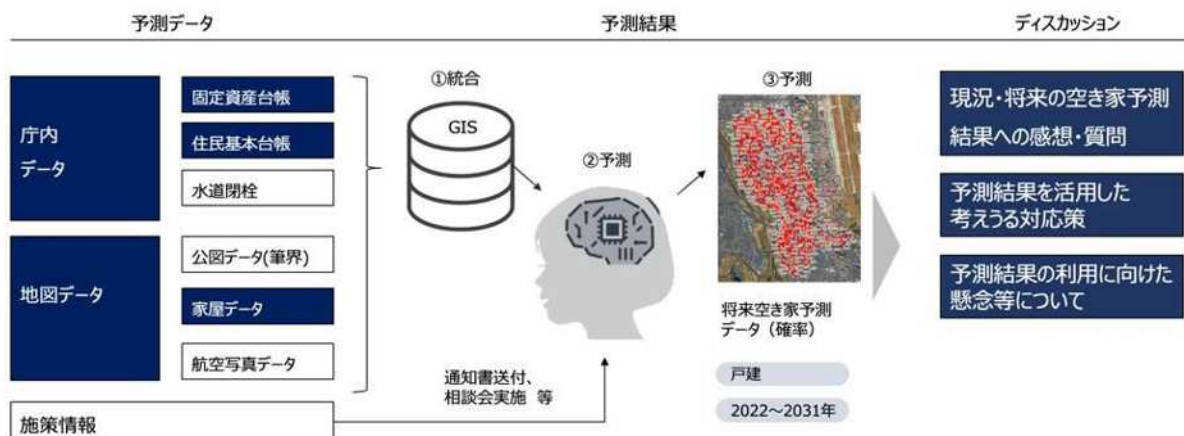 予測データ
予測結果
ディスカッション
庁内
データ
固定資産台帳
住民基本台帳
水道閉栓
地図データ
公図データ(筆界)
家屋データ
航空写真データ
施策情報
①統合
GIS
②予測
通知書送付、
相談会実施 等
③予測
将来空き家予測
データ（確率）
戸建
2022～2031年
現況・将来の空き家予測
結果への感想・質問
予測結果を活用した
考えうる対応策
予測結果の利用に向けた
懸念等について